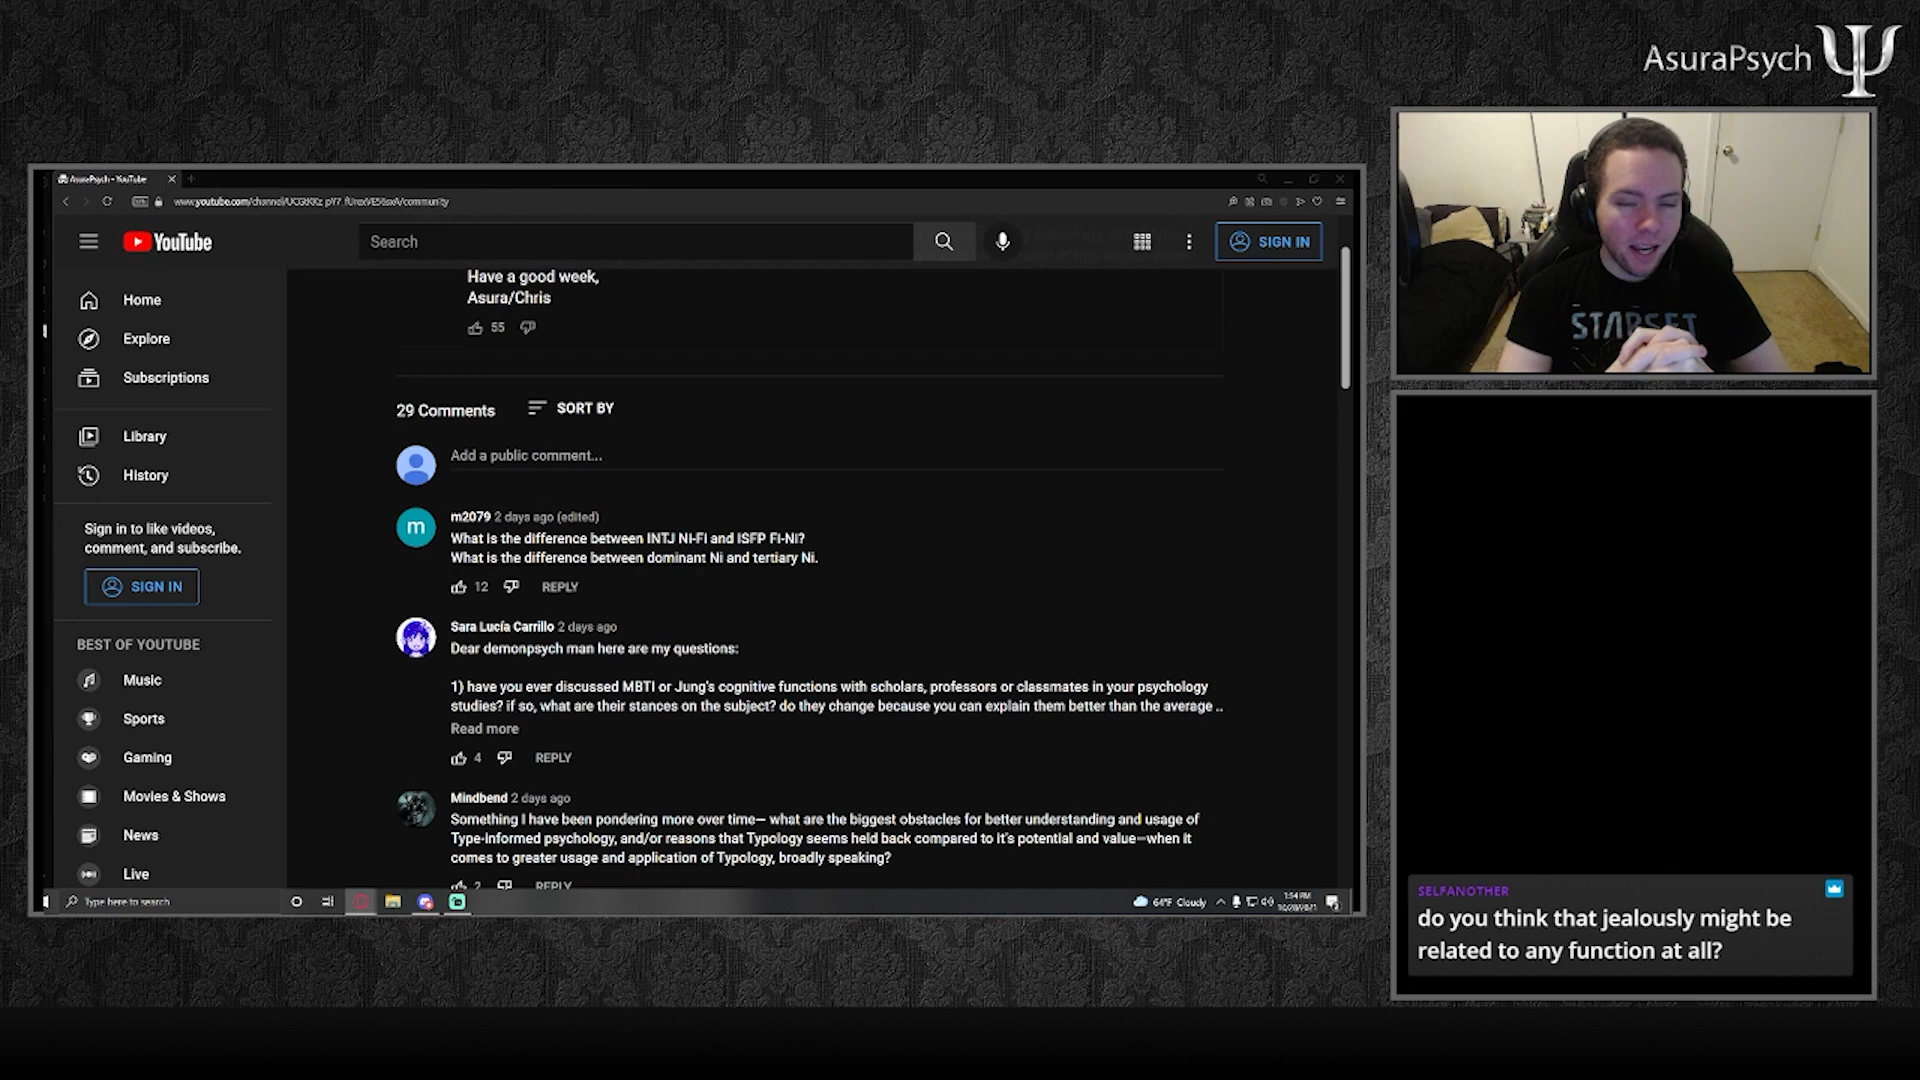 AsuraPsych
AsuraPsych - YouTube
Search
YouTube
SIGN IN
Home
Explore
Subscriptions
Library
History
Sign in to like videos,
comment, and subscribe.
SIGN IN
BEST OF YOUTUBE
Music
Sports
Gaming
Movies & Shows
News
Live
Have a good week,
Asura/Chris
55
29 Comments
SORT BY
Add a public comment...
m
m2079 2 days ago (edited)
What is the difference between INTJ Ni-Fi and ISFP Fi-Ni?
What is the difference between dominant Ni and tertiary Ni.
12 REPLY
Sara Lucía Carrillo 2 days ago
Dear demonpsych man here are my questions:
1) have you ever discussed MBTI or Jung's cognitive functions with scholars, professors or classmates in your psychology
studies? if so, what are their stances on the subject? do they change because you can explain them better than the average ..
Read more
4 REPLY
Mindbend 2 days ago
Something I have been pondering more over time— what are the biggest obstacles for better understanding and usage of
Type-informed psychology, and/or reasons that Typology seems held back compared to it's potential and value—when it
comes to greater usage and application of Typology, broadly speaking?
2 REPLY
Type here to search
64°F Cloudy
1:34 PM
STARSET
SELFANOTHER
do you think that jealously might be
related to any function at all?